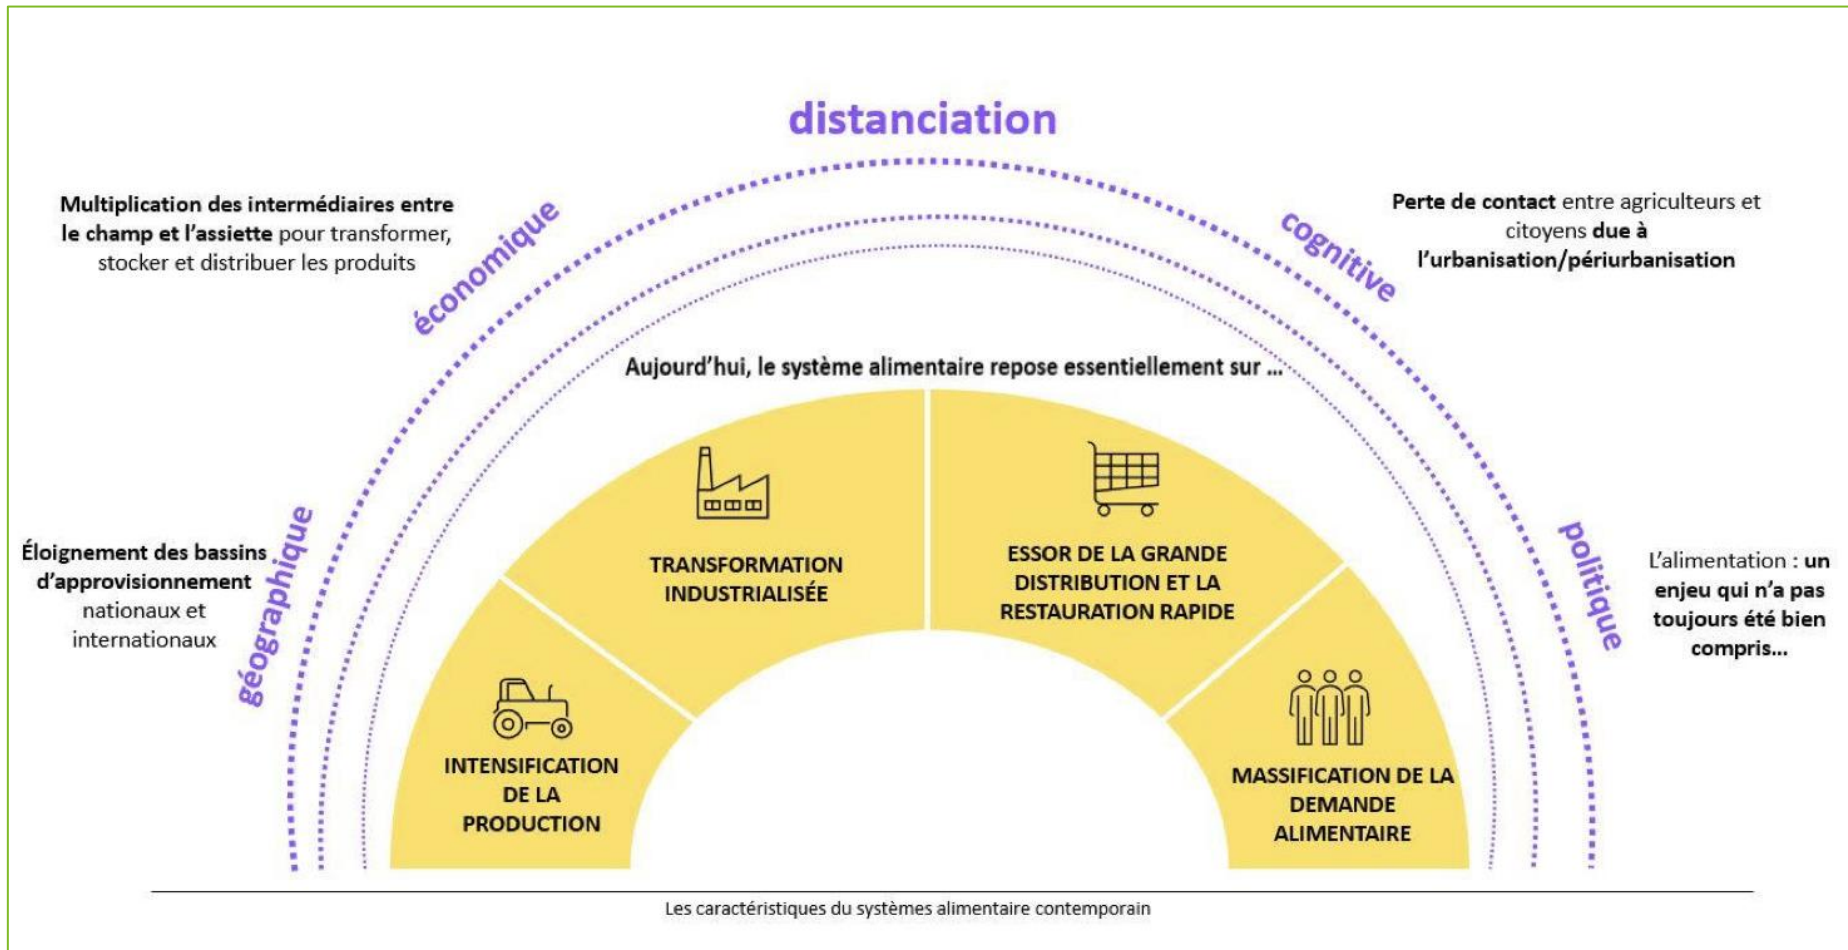 distanciation
économique
cognitive
géographique
politique
Multiplication des intermédiaires entre
le champ et l’assiette pour transformer,
stocker et distribuer les produits
Perte de contact entre agriculteurs et
citoyens due à
l’urbanisation/périurbanisation
Éloignement des bassins
d’approvisionnement
nationaux et
internationaux
L’alimentation : un
enjeu qui n’a pas
toujours été bien
compris...
Aujourd’hui, le système alimentaire repose essentiellement sur ...
TRANSFORMATION
INDUSTRIALISÉE
ESSOR DE LA GRANDE
DISTRIBUTION ET LA
RESTAURATION RAPIDE
INTENSIFICATION
DE LA
PRODUCTION
MASSIFICATION DE LA
DEMANDE
ALIMENTAIRE
Les caractéristiques du systèmes alimentaire contemporain